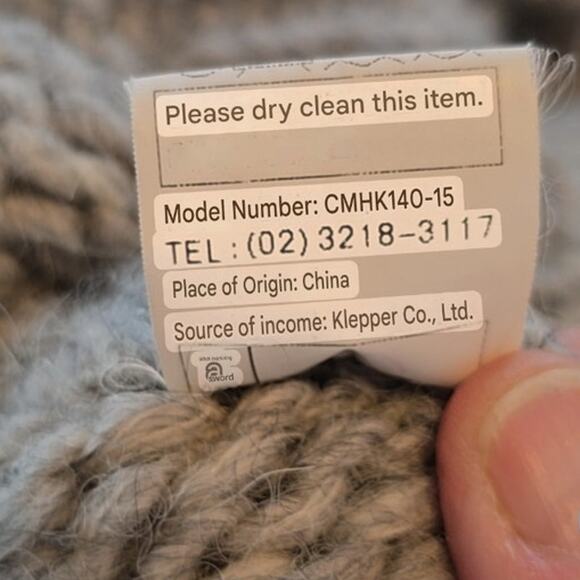 Please dry clean this item.
Model Number: CMHK140-15
TEL : (02) 3218-3117
Place of Origin: China
Source of income: Klepper Co., Ltd.
sword